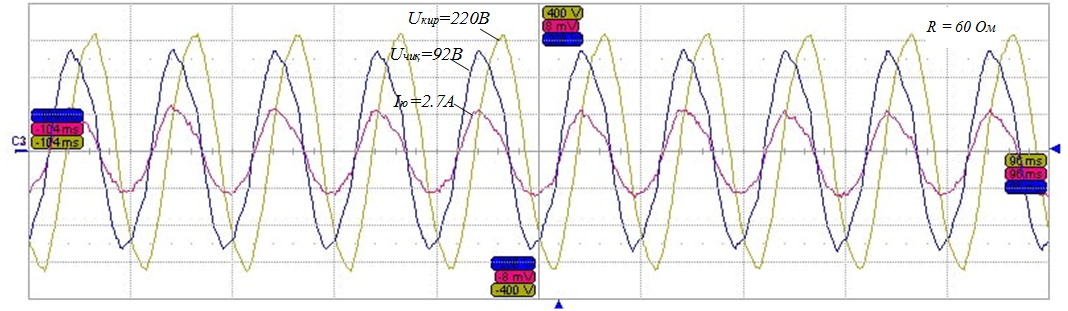 400 V
8 mV
Uкир=220В
R = 60 Ом
Uчиқ=92В
Iю=2.7А
-104 ms
-104 ms
C3
96 ms
96 ms
-8 mV
-400 V